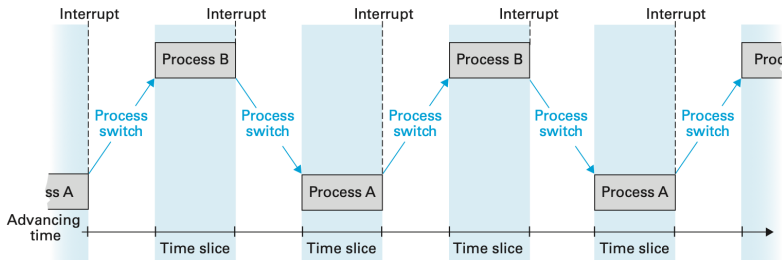 Interrupt Interrupt Interrupt Interrupt Interrupt
Process B Process B Proc
Process Process Process Process Process
switch switch switch switch switch
ss A Process A Process A
Advancing
time
Time slice Time slice Time slice Time slice